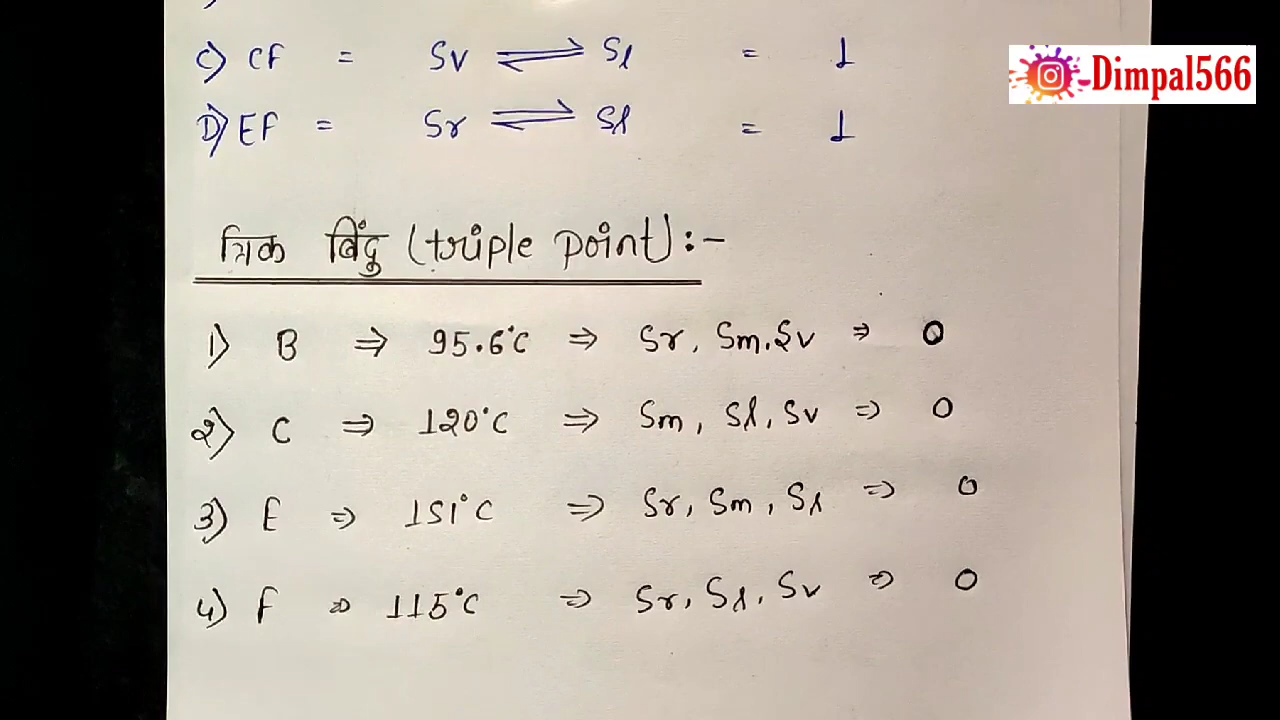 C) CF = Sv ⇌ Sl = 1
Dimpal566
D) EF = Sr ⇌ Sl = 1
त्रिक बिंदु (triple point) :-
1) B ⇒ 95.6°C ⇒ Sr, Sm, Sv ⇒ 0
2) C ⇒ 120°C ⇒ Sm, Sl, Sv ⇒ 0
3) E ⇒ 151°C ⇒ Sr, Sm, Sl ⇒ 0
4) F ⇒ 115°C ⇒ Sr, Sl, Sv ⇒ 0